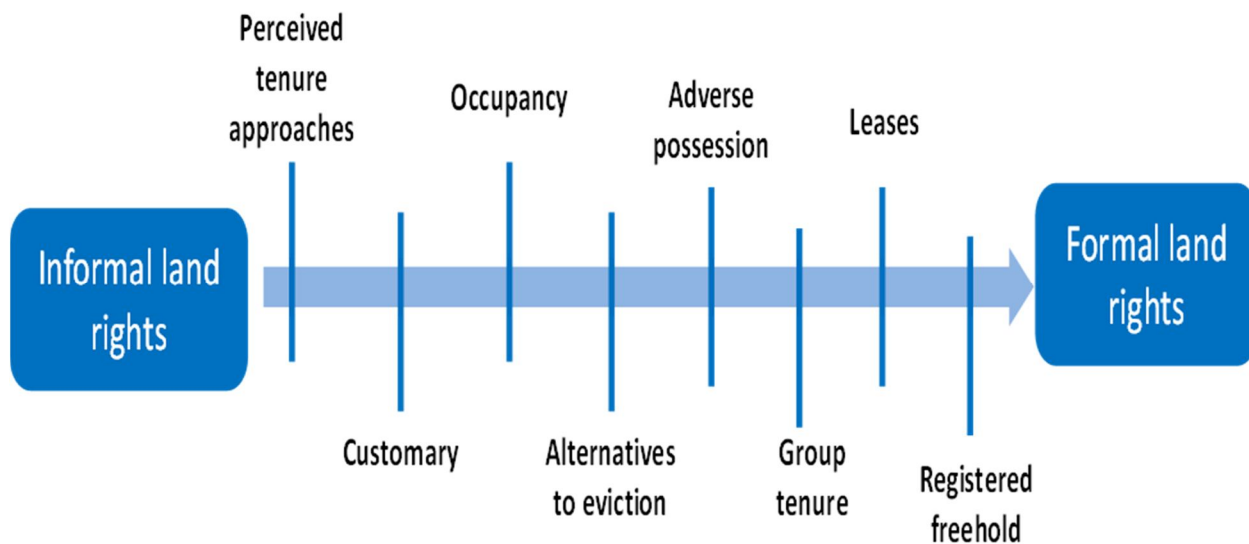 Perceived
tenure
approaches
Occupancy
Adverse
possession
Leases
Informal land
rights
Formal land
rights
Customary
Alternatives
to eviction
Group
tenure
Registered
freehold